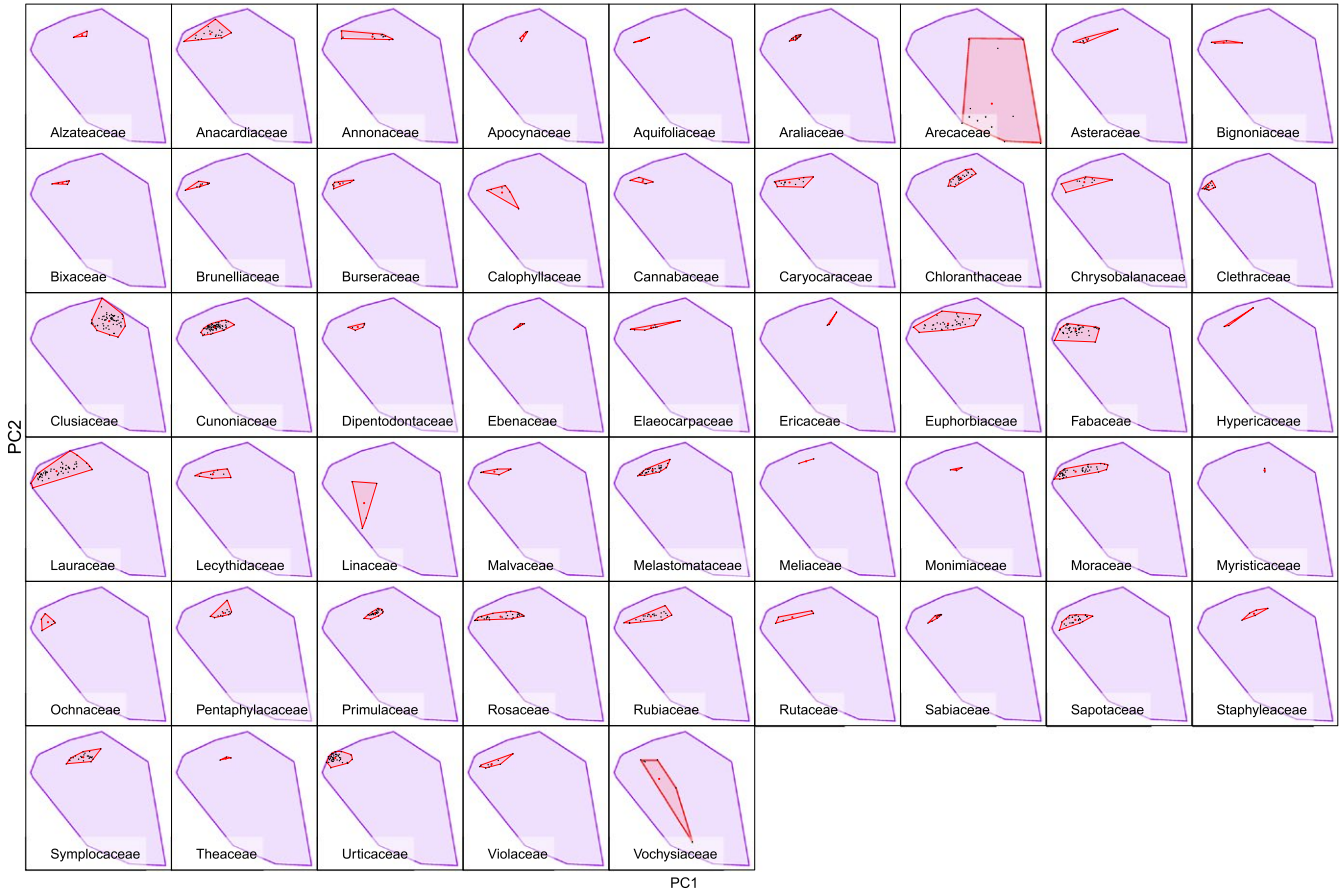 Alzateaceae
Anacardiaceae
Annonaceae
Apocynaceae
Aquifoliaceae
Araliaceae
Arecaceae
Asteraceae
Bignoniaceae
Bixaceae
Brunelliaceae
Burseraceae
Calophyllaceae
Cannabaceae
Caryocaraceae
Chloranthaceae
Chrysobalanaceae
Clethraceae
Clusiaceae
Cunoniaceae
Dipentodontaceae
Ebenaceae
Elaeocarpaceae
Ericaceae
Euphorbiaceae
Fabaceae
Hypericaceae
PC2
Lauraceae
Lecythidaceae
Linaceae
Malvaceae
Melastomataceae
Meliaceae
Monimiaceae
Moraceae
Myristicaceae
Ochnaceae
Pentaphylacaceae
Primulaceae
Rosaceae
Rubiaceae
Rutaceae
Sabiaceae
Sapotaceae
Staphyleaceae
Symplocaceae
Theaceae
Urticaceae
Violaceae
Vochysiaceae
PC1